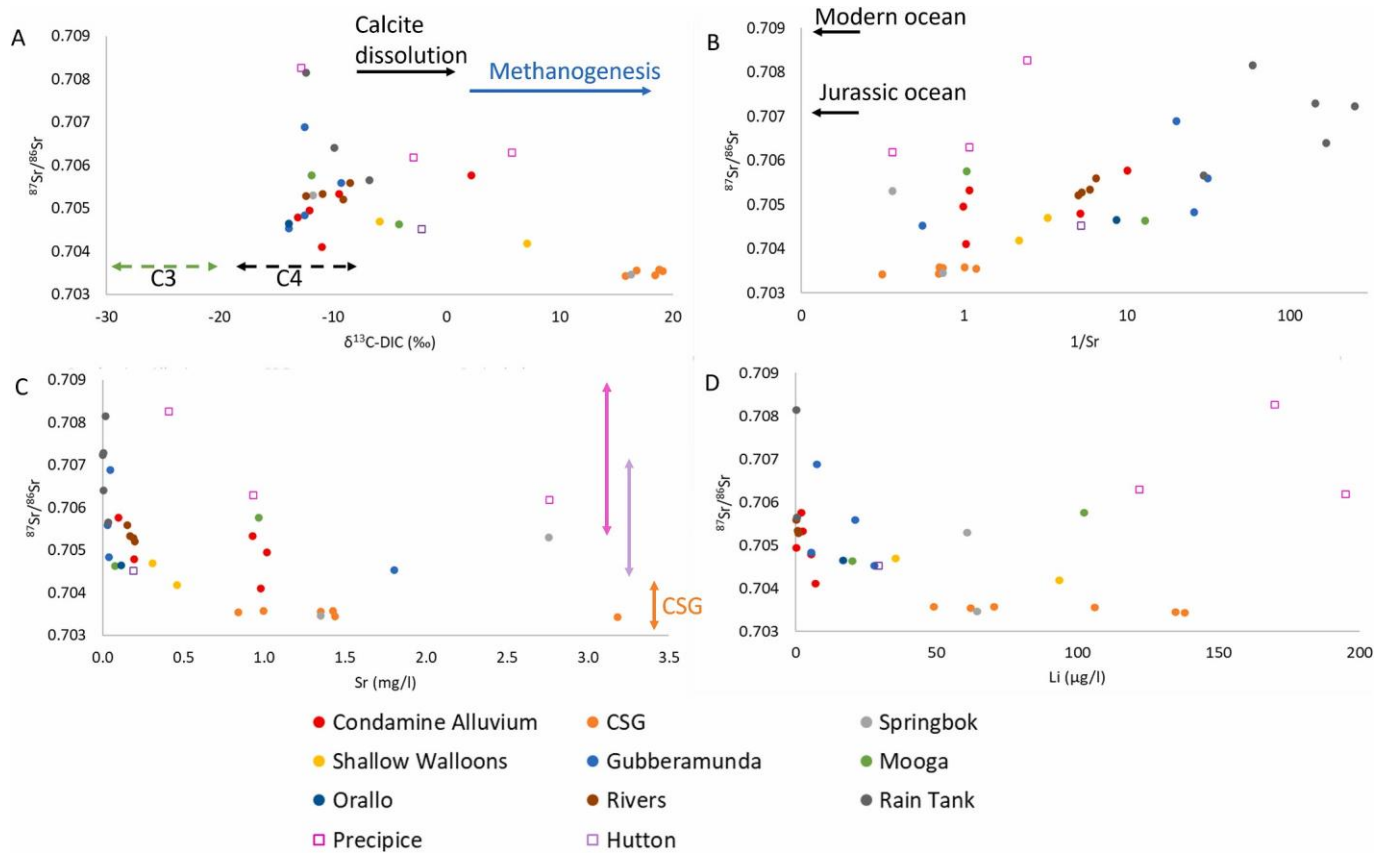 A
Calcite
dissolution
Methanogenesis
0.709
0.708
0.707
0.706
0.705
0.704
0.703
⁸⁷Sr/⁸⁶Sr
C3
C4
-30
-20
-10
0
10
20
δ¹³C-DIC (‰)
B
Modern ocean
Jurassic ocean
0.709
0.708
0.707
0.706
0.705
0.704
0.703
⁸⁷Sr/⁸⁶Sr
0
1
10
100
1/Sr
C
0.709
0.708
0.707
0.706
0.705
0.704
0.703
⁸⁷Sr/⁸⁶Sr
CSG
0.0
0.5
1.0
1.5
2.0
2.5
3.0
3.5
Sr (mg/l)
D
0.709
0.708
0.707
0.706
0.705
0.704
0.703
⁸⁷Sr/⁸⁶Sr
0
50
100
150
200
Li (µg/l)
Condamine Alluvium
CSG
Springbok
Shallow Walloons
Gubberamunda
Mooga
Orallo
Rivers
Rain Tank
Precipice
Hutton